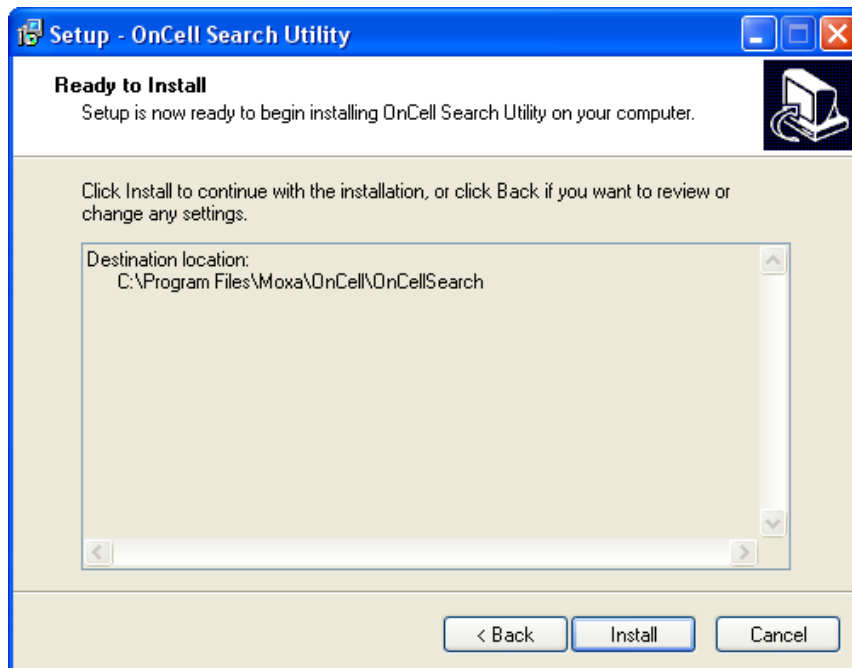 Setup - OnCell Search Utility
Ready to Install
Setup is now ready to begin installing OnCell Search Utility on your computer.
Click Install to continue with the installation, or click Back if you want to review or
change any settings.
Destination location:
C:\Program Files\Moxa\OnCell\OnCellSearch
< Back
Install
Cancel